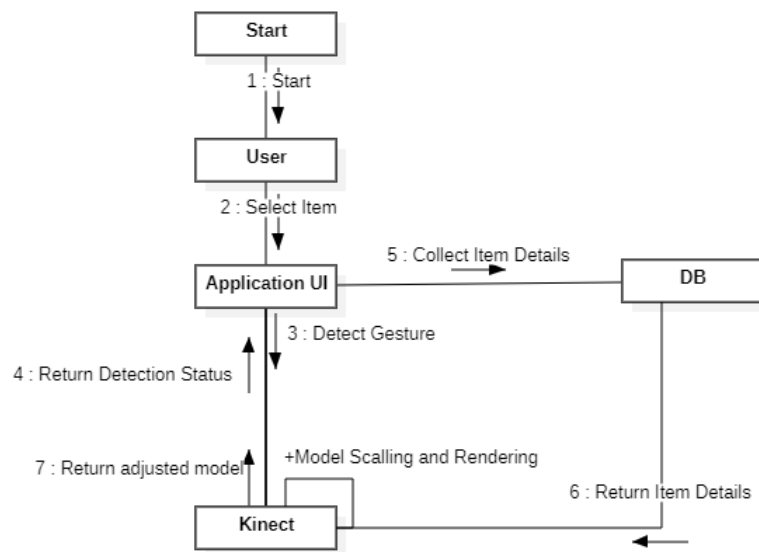 Start
1 : Start
User
2 : Select Item
5 : Collect Item Details
Application UI
DB
3 : Detect Gesture
4 : Return Detection Status
+Model Scalling and Rendering
7 : Return adjusted model
6 : Return Item Details
Kinect